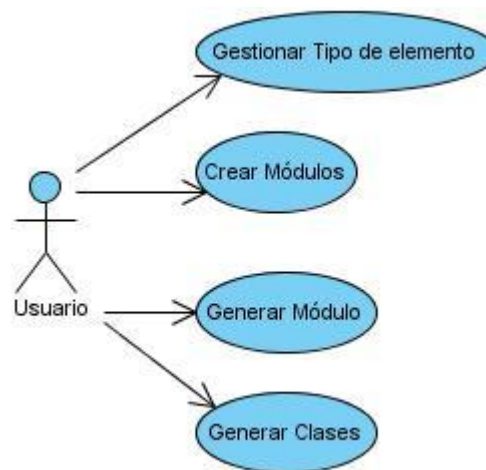 Gestionar Tipo de elemento
Crear Módulos
Usuario
Generar Módulo
Generar Clases